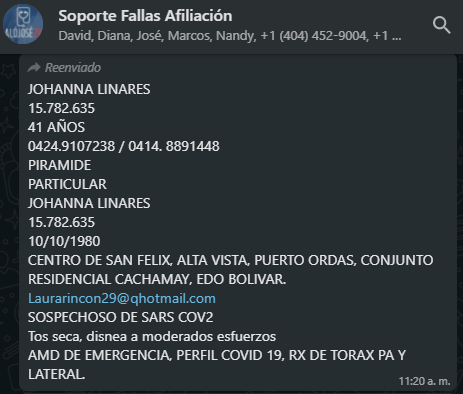 Soporte Fallas Afiliación
David, Diana, José, Marcos, Nandy, +1 (404) 452-9004, +1 ...
ALÓJOSÉ
Reenviado
JOHANNA LINARES
15.782.635
41 AÑOS
0424.9107238 / 0414. 8891448
PIRAMIDE
PARTICULAR
JOHANNA LINARES
15.782.635
10/10/1980
CENTRO DE SAN FELIX, ALTA VISTA, PUERTO ORDAS, CONJUNTO
RESIDENCIAL CACHAMAY, EDO BOLIVAR.
Laurarincon29@qhotmail.com
SOSPECHOSO DE SARS COV2
Tos seca, disnea a moderados esfuerzos
AMD DE EMERGENCIA, PERFIL COVID 19, RX DE TORAX PA Y
LATERAL.
11:20 a. m.